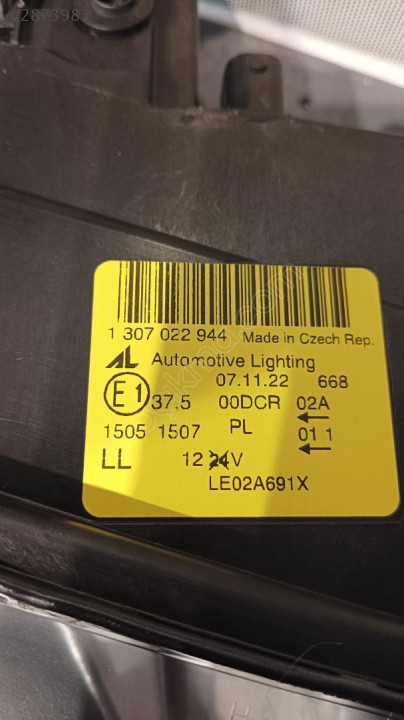 1 307 022 944 Made in Czech Rep.
AL Automotive Lighting
07.11.22 668
E1 37,5 00DCR 02A
1505 1507 PL 01 1
LL 12 24V
LE02A691X